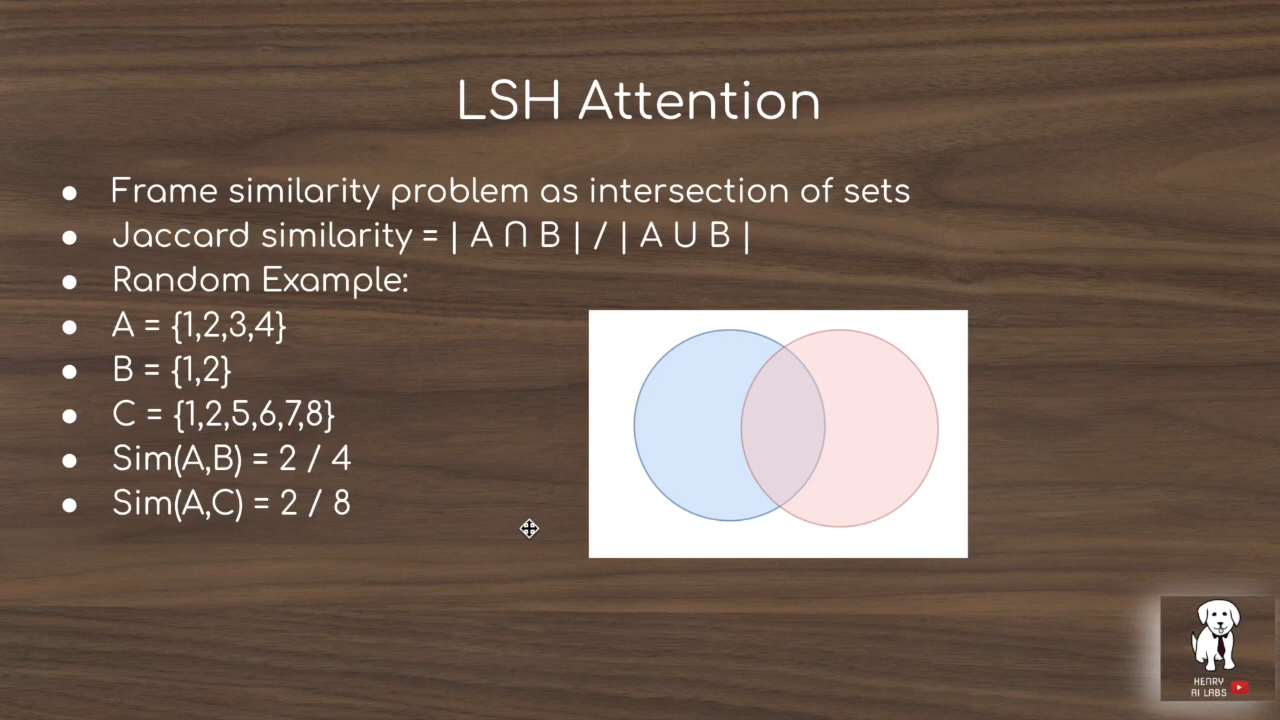 LSH Attention
● Frame similarity problem as intersection of sets
● Jaccard similarity = | A ∩ B | / | A ∪ B |
● Random Example:
● A = {1,2,3,4}
● B = {1,2}
● C = {1,2,5,6,7,8}
● Sim(A,B) = 2 / 4
● Sim(A,C) = 2 / 8
HENRY
AI LABS